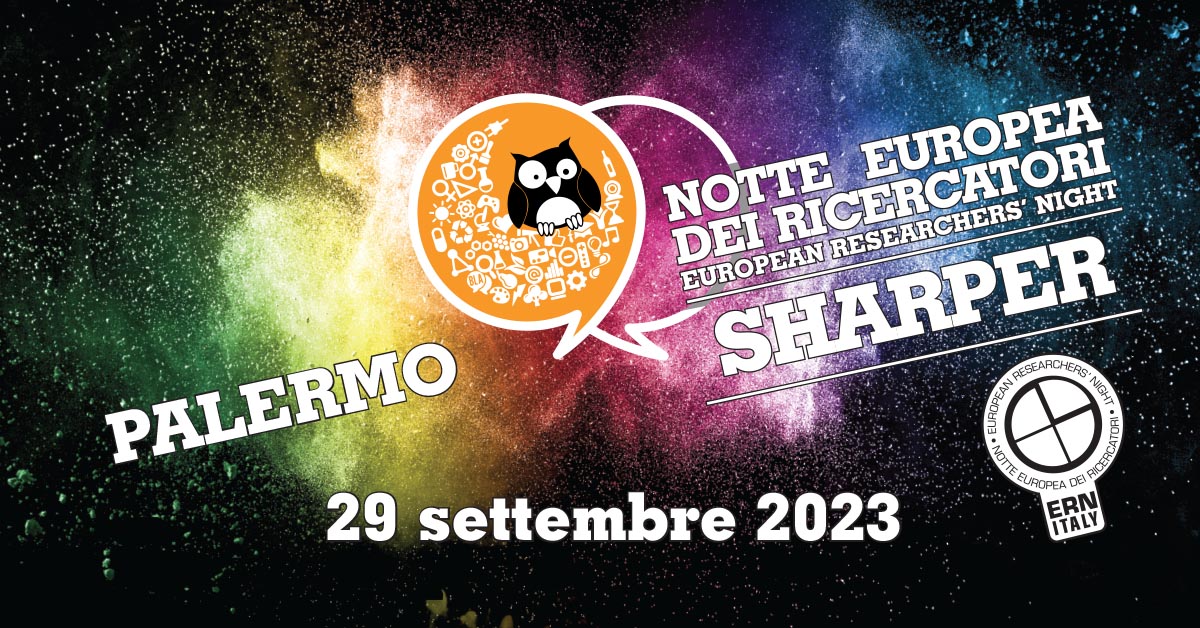 NOTTE EUROPEA
DEI RICERCATORI
EUROPEAN RESEARCHERS' NIGHT
SHARPER
PALERMO
BLA
@
29 settembre 2023
• EUROPEAN RESEARCHERS' NIGHT •
NOTTE EUROPEA DEI RICERCATORI
ERN
ITALY